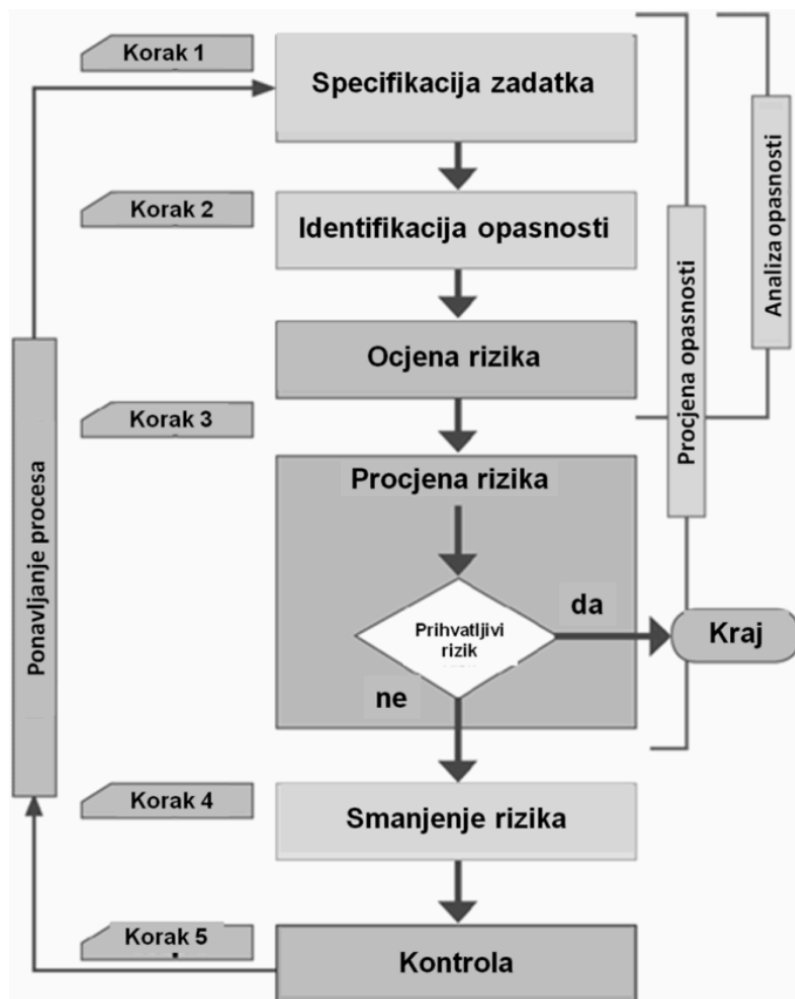 Korak 1
Specifikacija zadatka
Korak 2
Identifikacija opasnosti
Ocjena rizika
Korak 3
Procjena rizika
Prihvatljivi
rizik
da
Kraj
ne
Korak 4
Smanjenje rizika
Korak 5
Kontrola
Ponavljanje procesa
Procjena opasnosti
Analiza opasnosti